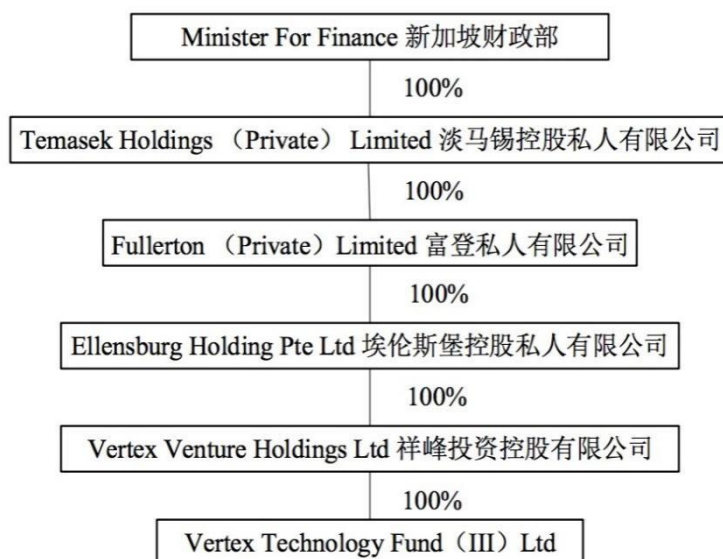 Minister For Finance 新加坡财政部
100%
Temasek Holdings （Private） Limited 淡马锡控股私人有限公司
100%
Fullerton （Private）Limited 富登私人有限公司
100%
Ellensburg Holding Pte Ltd 埃伦斯堡控股私人有限公司
100%
Vertex Venture Holdings Ltd 祥峰投资控股有限公司
100%
Vertex Technology Fund（III）Ltd